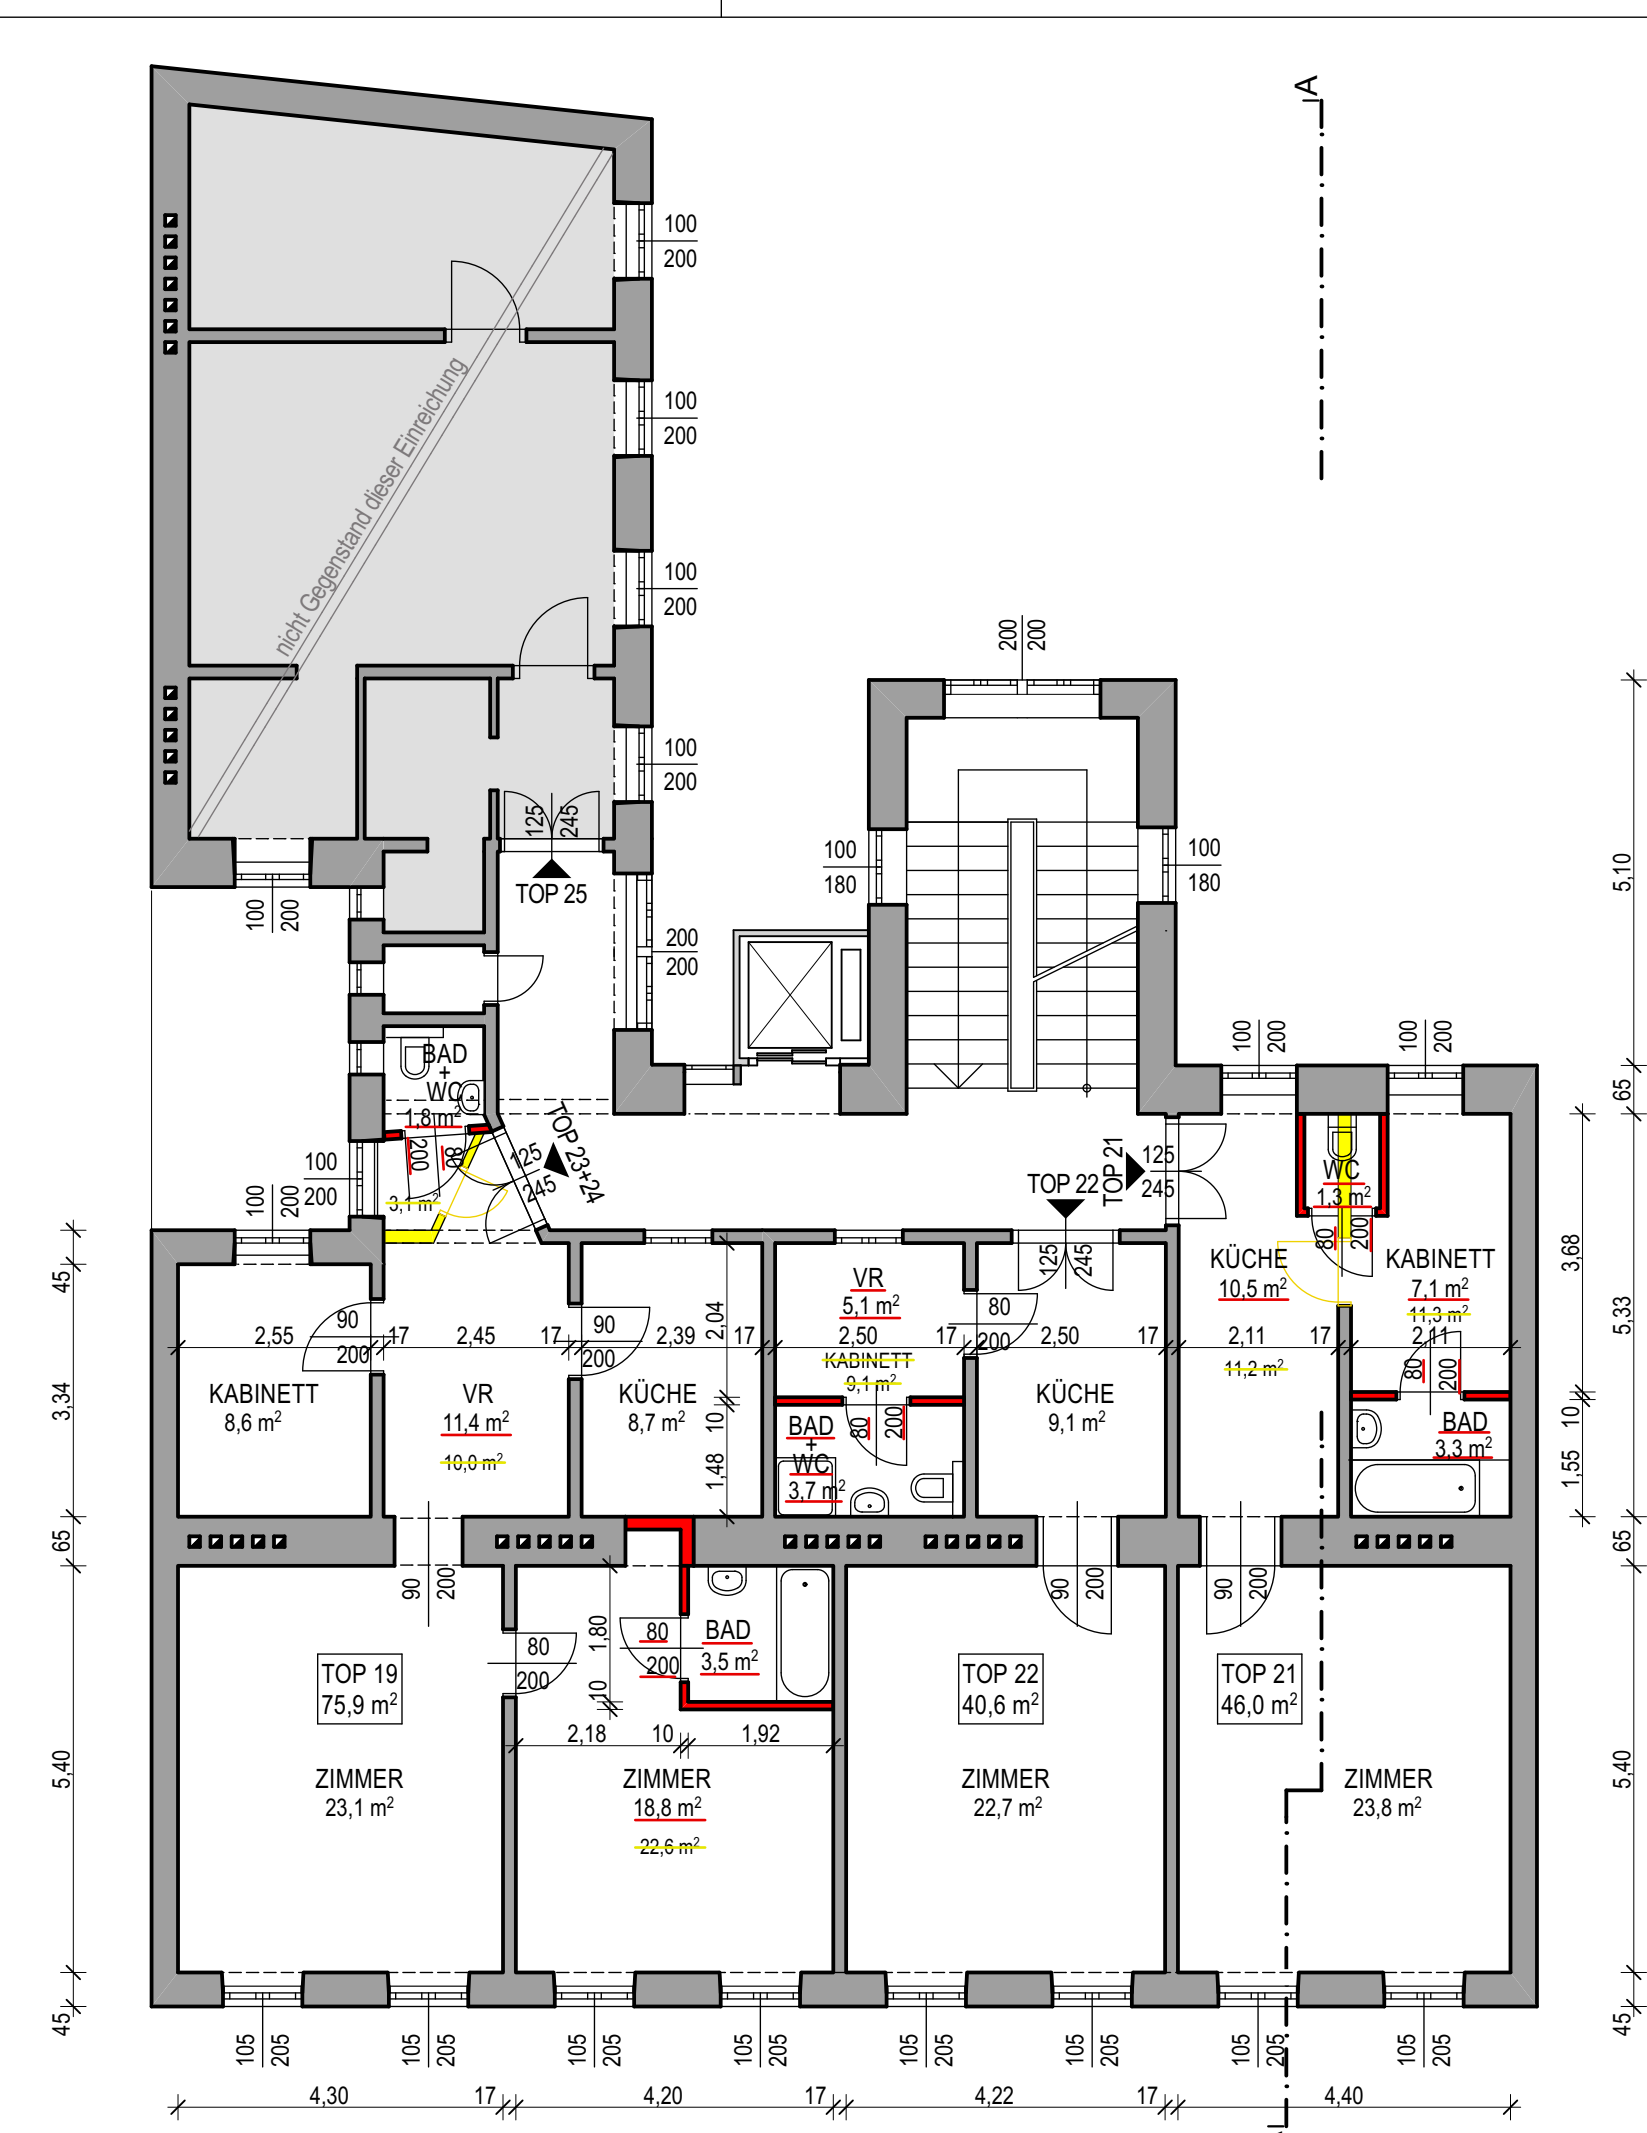 A
100
200
100
200
nicht Gegenstand dieser Einreichung
100
200
200
200
100
200
5,10
125
245
TOP 25
100
180
100
180
100
200
200
200
100
200
100
200
65
BAD
+
WC
1,8 m²
200
80
3,1 m²
TOP 23+24
125
245
100
200
100
200
TOP 21
125
245
TOP 22
125
245
WC
1,3 m²
80
200
KÜCHE
10,5 m²
11,2 m²
KABINETT
7,1 m²
11,3 m²
3,68
5,33
45
3,34
90
200
2,55
17
2,45
17
90
200
2,39
17
2,04
VR
5,1 m²
2,50
17
80
200
2,50
17
2,11
17
2,11
KABINETT
9,1 m²
KABINETT
8,6 m²
VR
11,4 m²
10,0 m²
KÜCHE
8,7 m²
10
1,48
BAD
+
WC
3,7 m²
80
200
KÜCHE
9,1 m²
80
200
BAD
3,3 m²
10
1,55
65
65
90
200
80
200
1,80
10
80
200
BAD
3,5 m²
90
200
90
200
TOP 19
75,9 m²
TOP 22
40,6 m²
TOP 21
46,0 m²
2,18
10
1,92
5,40
ZIMMER
23,1 m²
ZIMMER
18,8 m²
22,6 m²
ZIMMER
22,7 m²
ZIMMER
23,8 m²
5,40
45
45
105
205
105
205
105
205
105
205
105
205
105
205
105
205
105
205
4,30
17
4,20
17
4,22
17
4,40